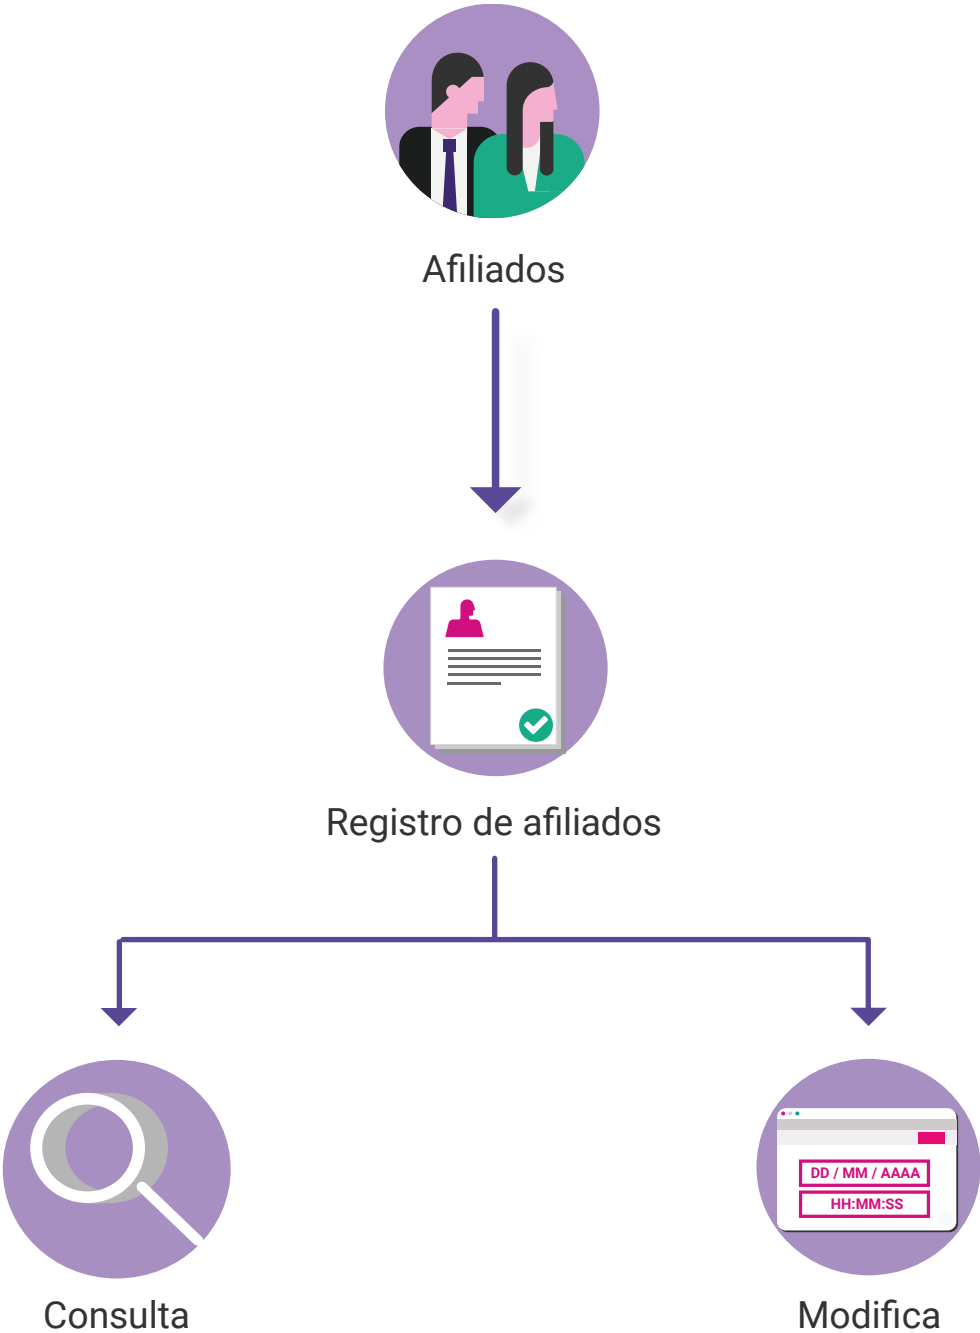 Afiliados
Registro de afiliados
DD / MM / AAAA
HH:MM:SS
Consulta
Modifica